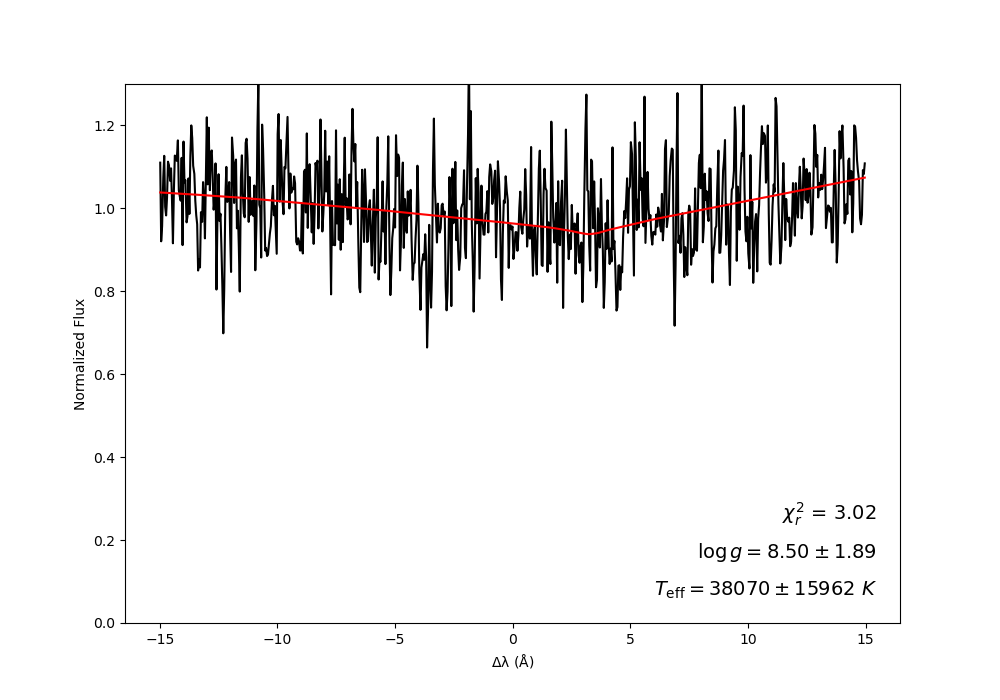 1.2
1.0
0.8
0.6
0.4
0.2
0.0
Normalized Flux
χ²ᵣ = 3.02
log g = 8.50 ± 1.89
T_eff = 38070 ± 15962 K
−15 −10 −5 0 5 10 15
Δλ (Å)